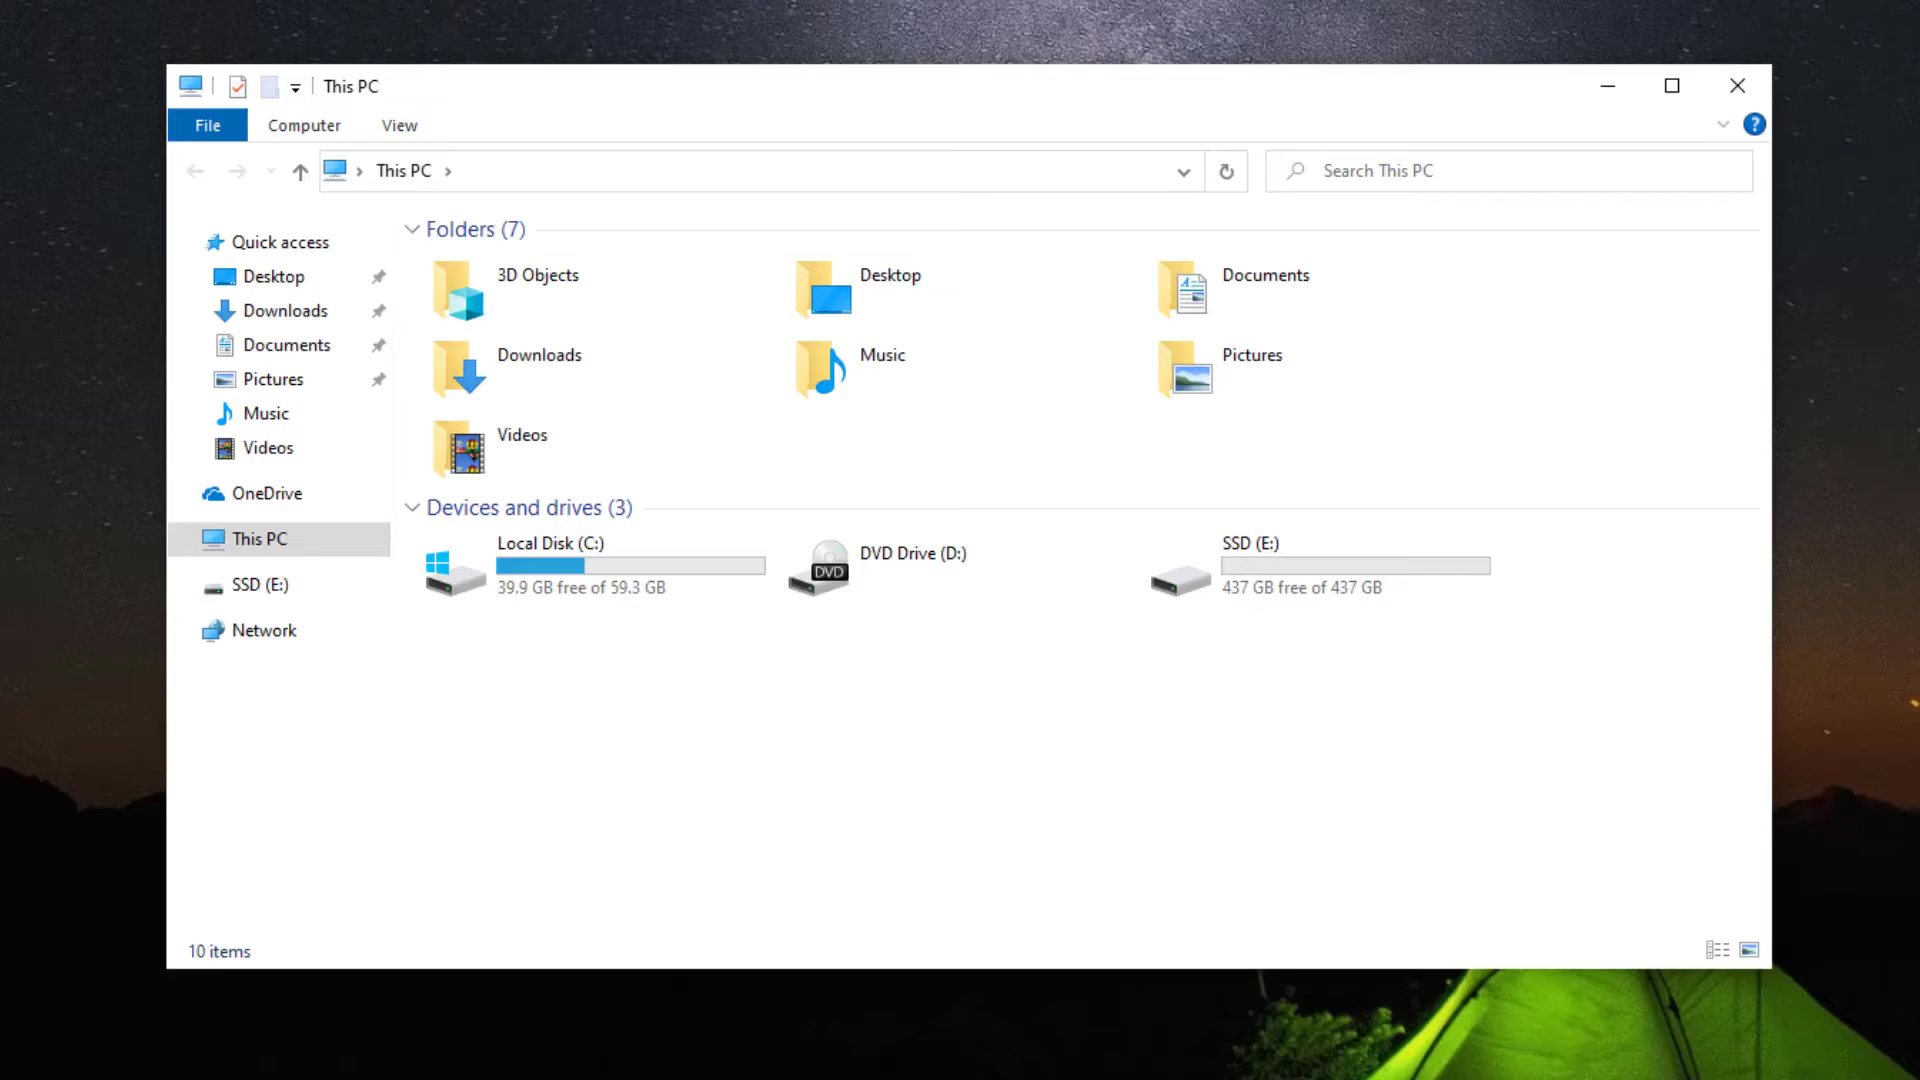 This PC
File Computer View
This PC
Search This PC
Quick access
Desktop
Downloads
Documents
Pictures
Music
Videos
OneDrive
This PC
SSD (E:)
Network
Folders (7)
3D Objects
Desktop
Documents
Downloads
Music
Pictures
Videos
Devices and drives (3)
Local Disk (C:)
39.9 GB free of 59.3 GB
DVD
DVD Drive (D:)
SSD (E:)
437 GB free of 437 GB
10 items